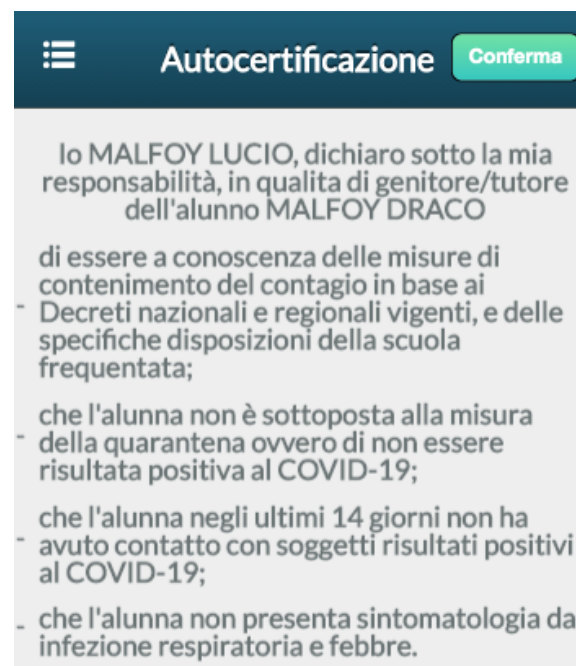 Autocertificazione
Conferma
Io MALFOY LUCIO, dichiaro sotto la mia
responsabilità, in qualita di genitore/tutore
dell'alunno MALFOY DRACO
di essere a conoscenza delle misure di
contenimento del contagio in base ai
- Decreti nazionali e regionali vigenti, e delle
specifiche disposizioni della scuola
frequentata;
che l'alunna non è sottoposta alla misura
- della quarantena ovvero di non essere
risultata positiva al COVID-19;
che l'alunna negli ultimi 14 giorni non ha
- avuto contatto con soggetti risultati positivi
al COVID-19;
- che l'alunna non presenta sintomatologia da
infezione respiratoria e febbre.